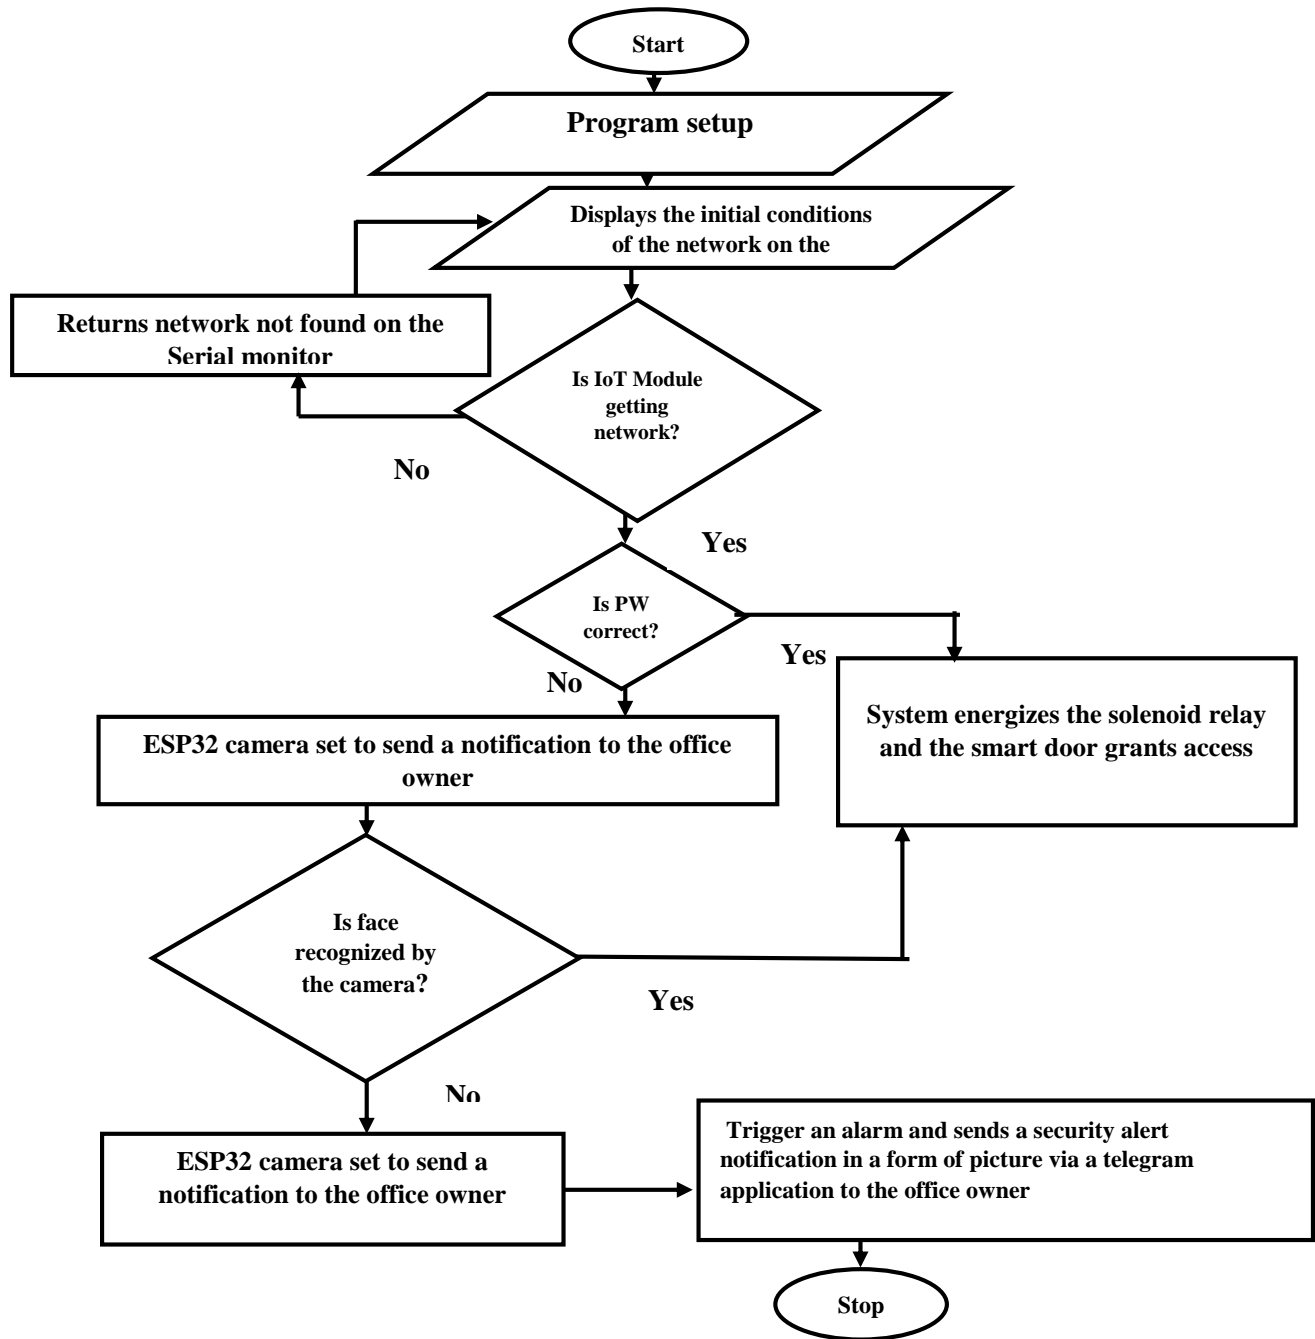 Start
Program setup
Displays the initial conditions
of the network on the
Returns network not found on the
Serial monitor
Is IoT Module
getting
network?
No
Yes
Is PW
correct?
Yes
No
System energizes the solenoid relay
and the smart door grants access
ESP32 camera set to send a notification to the office
owner
Is face
recognized by
the camera?
Yes
No
ESP32 camera set to send a
notification to the office owner
Trigger an alarm and sends a security alert
notification in a form of picture via a telegram
application to the office owner
Stop